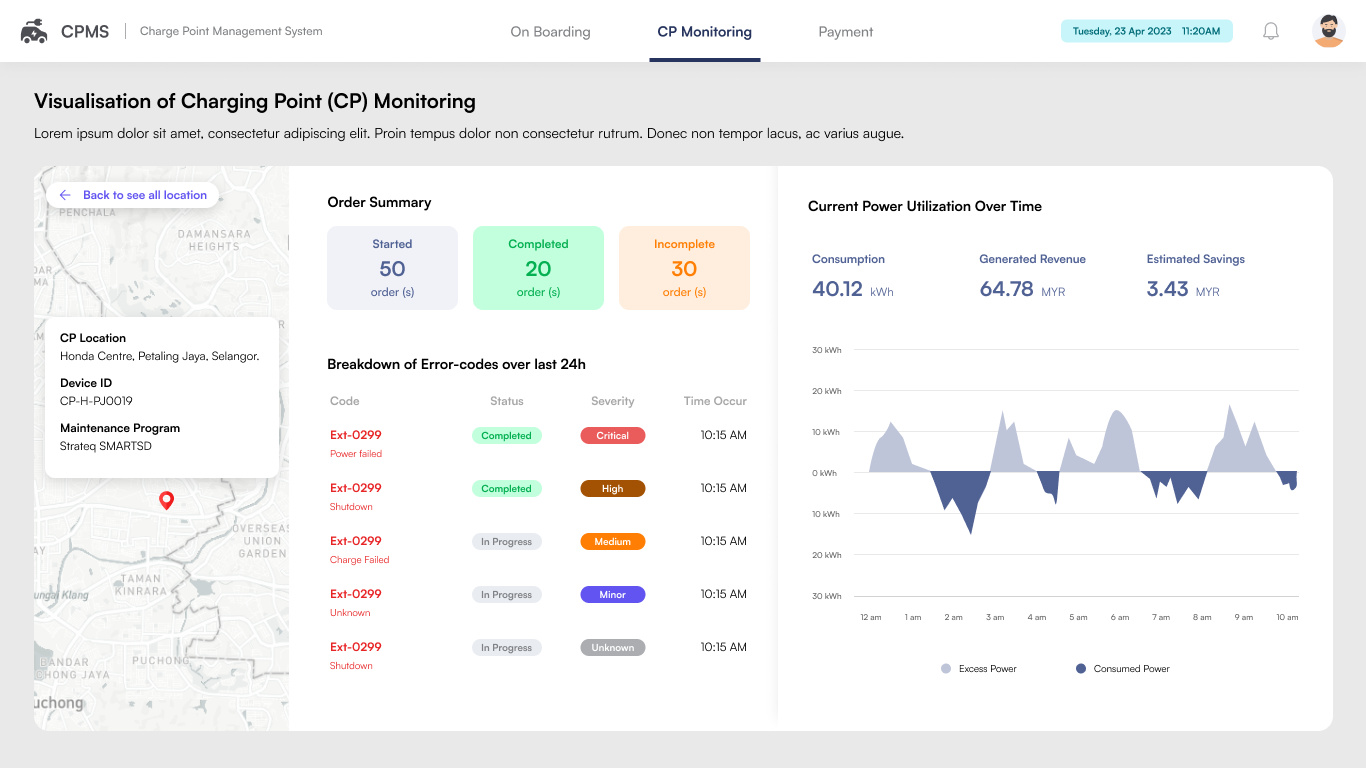 CPMS
Charge Point Management System
On Boarding
CP Monitoring
Payment
Tuesday, 23 Apr 2023 11:20AM
Visualisation of Charging Point (CP) Monitoring
Lorem ipsum dolor sit amet, consectetur adipiscing elit. Proin tempus dolor non consectetur rutrum. Donec non tempor lacus, ac varius augue.
Back to see all location
PENCHALA
DAMANSARA
HEIGHTS
CP Location
Honda Centre, Petaling Jaya, Selangor.
Device ID
CP-H-PJ0019
Maintenance Program
Strateq SMARTSD
OVERSEAS
UNION
GARDEN
TAMAN
KINRARA
ungai Klang
BANDAR
HONG JAYA
PUCHONG
uchong
Order Summary
Started
50
order (s)
Completed
20
order (s)
Incomplete
30
order (s)
Breakdown of Error-codes over last 24h
Code Status Severity Time Occur
Ext-0299 Completed Critical 10:15 AM
Power failed
Ext-0299 Completed High 10:15 AM
Shutdown
Ext-0299 In Progress Medium 10:15 AM
Charge Failed
Ext-0299 In Progress Minor 10:15 AM
Unknown
Ext-0299 In Progress Unknown 10:15 AM
Shutdown
Current Power Utilization Over Time
Consumption
40.12 kWh
Generated Revenue
64.78 MYR
Estimated Savings
3.43 MYR
30 kWh
20 kWh
10 kWh
0 kWh
10 kWh
20 kWh
30 kWh
12 am 1 am 2 am 3 am 4 am 5 am 6 am 7 am 8 am 9 am 10 am
Excess Power
Consumed Power